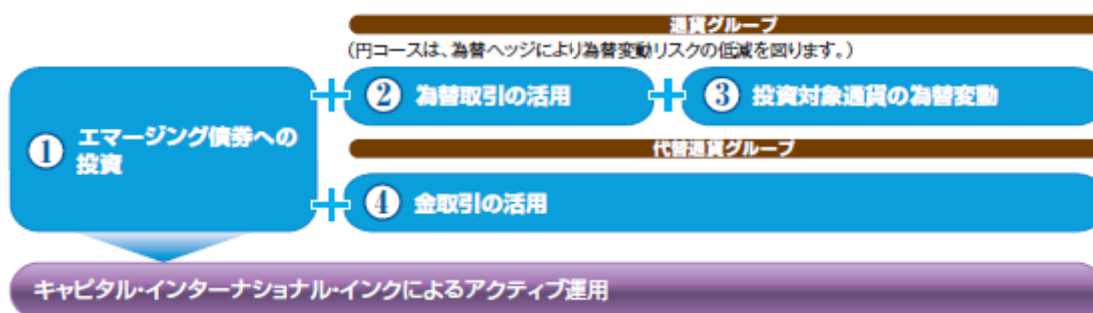 通貨グループ
(円コースは、為替ヘッジにより為替変動リスクの低減を図ります。)
① エマージング債券への
投資
+ ② 為替取引の活用 + ③ 投資対象通貨の為替変動
代替通貨グループ
+ ④ 金取引の活用
キャピタル・インターナショナル・インクによるアクティブ運用